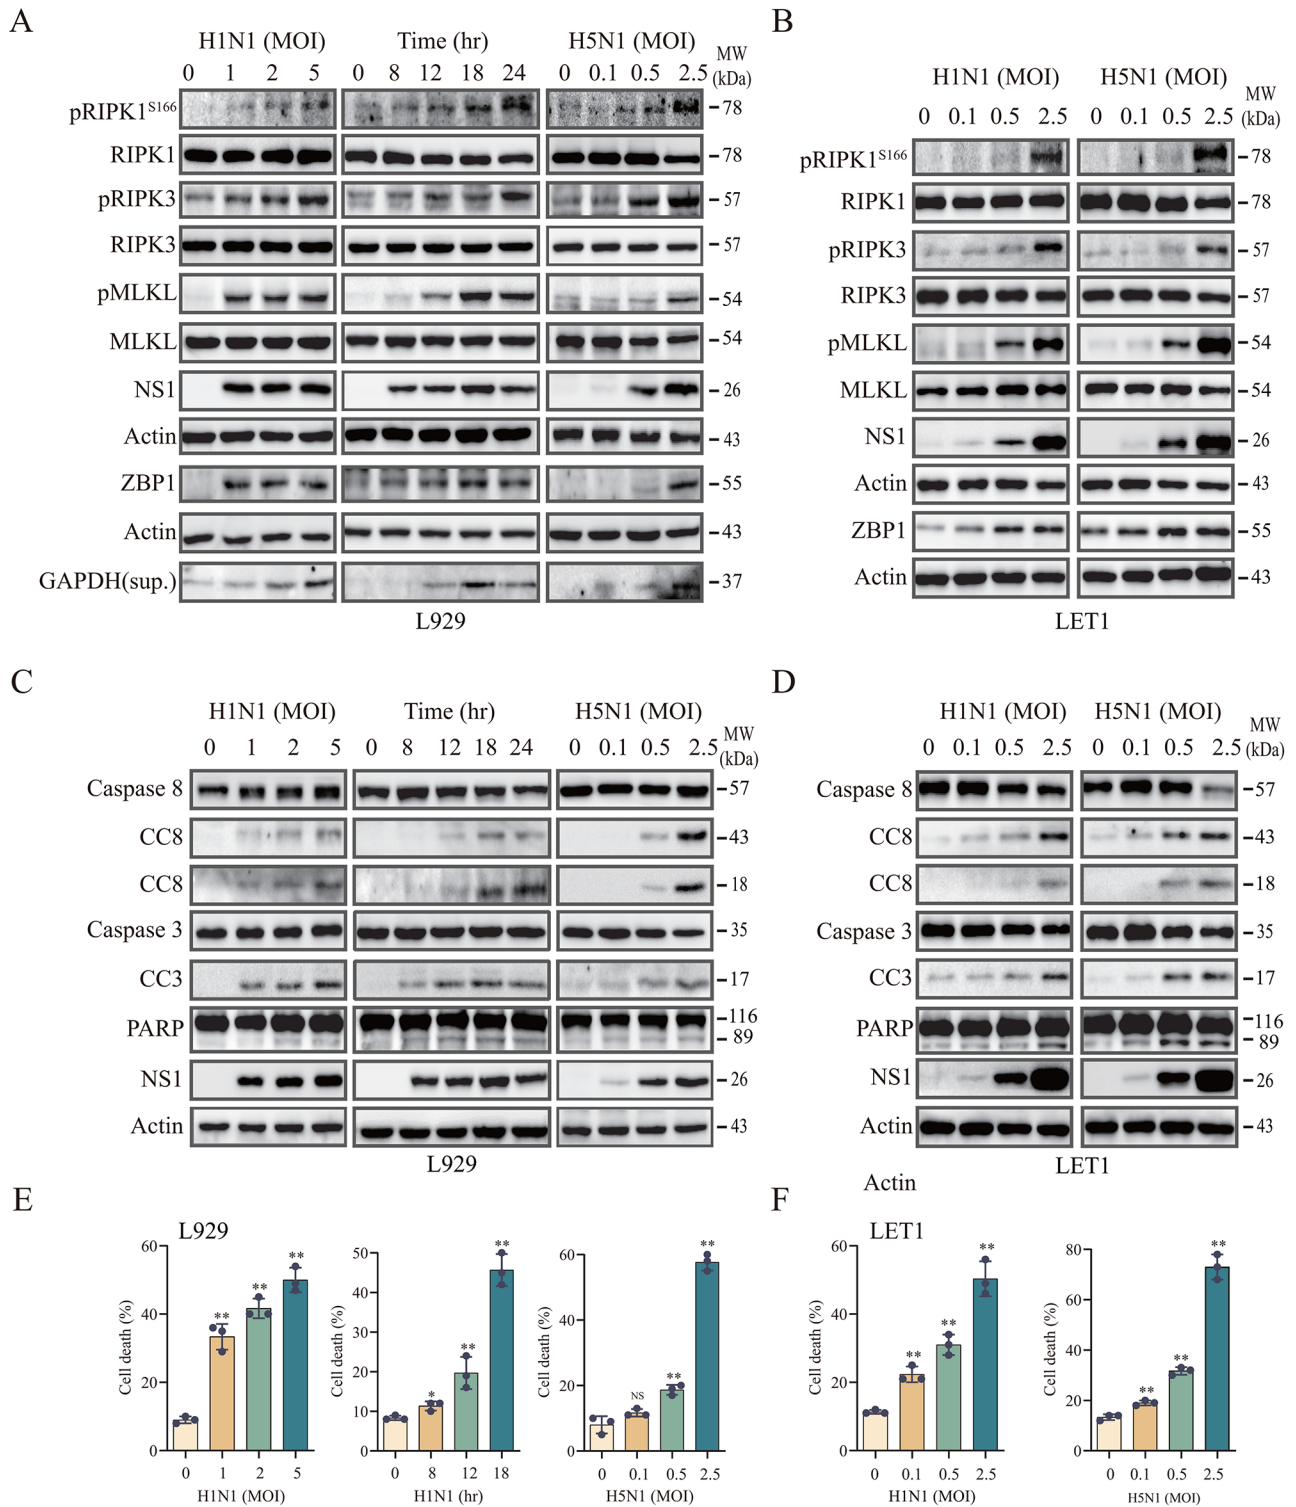 A
H1N1 (MOI) Time (hr) H5N1 (MOI) MW
0 1 2 5 0 8 12 18 24 0 0.1 0.5 2.5 (kDa)
pRIPK1S166 78
RIPK1 78
pRIPK3 57
RIPK3 57
pMLKL 54
MLKL 54
NS1 26
Actin 43
ZBP1 55
Actin 43
GAPDH(sup.) 37
L929
B
H1N1 (MOI) H5N1 (MOI) MW
0 0.1 0.5 2.5 0 0.1 0.5 2.5 (kDa)
pRIPK1S166 78
RIPK1 78
pRIPK3 57
RIPK3 57
pMLKL 54
MLKL 54
NS1 26
Actin 43
ZBP1 55
Actin 43
LET1
C
H1N1 (MOI) Time (hr) H5N1 (MOI) MW
0 1 2 5 0 8 12 18 24 0 0.1 0.5 2.5 (kDa)
Caspase 8 57
CC8 43
CC8 18
Caspase 3 35
CC3 17
PARP 116
89
NS1 26
Actin 43
L929
D
H1N1 (MOI) H5N1 (MOI) MW
0 0.1 0.5 2.5 0 0.1 0.5 2.5 (kDa)
Caspase 8 57
CC8 43
CC8 18
Caspase 3 35
CC3 17
PARP 116
89
NS1 26
Actin 43
LET1
Actin
E
L929
Cell death (%)
60
40
20
0
** ** **
0 1 2 5
H1N1 (MOI)
Cell death (%)
50
40
30
20
10
0
* ** **
0 8 12 18
H1N1 (hr)
Cell death (%)
60
40
20
0
NS ** **
0 0.1 0.5 2.5
H5N1 (MOI)
F
LET1
Cell death (%)
60
40
20
0
** ** **
0 0.1 0.5 2.5
H1N1 (MOI)
Cell death (%)
80
60
40
20
0
** ** **
0 0.1 0.5 2.5
H5N1 (MOI)